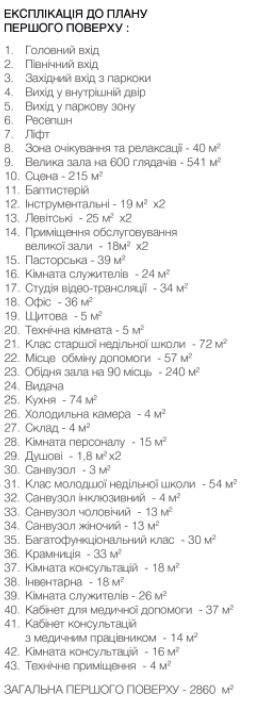 ЕКСПЛІКАЦІЯ ДО ПЛАНУ
ПЕРШОГО ПОВЕРХУ :
1. Головний вхід
2. Північний вхід
3. Західний вхід з паркоки
4. Вихід у внутрішній двір
5. Вихід у паркову зону
6. Ресепшн
7. Ліфт
8. Зона очікування та релаксації - 40 м²
9. Велика зала на 600 глядачів - 541 м²
10. Сцена - 215 м²
11. Баптистерій
12. Інструментальні - 19 м² х2
13. Левітські - 25 м² х2
14. Приміщення обслуговування
великої зали - 18м² х2
15. Пасторська - 39 м²
16. Кімната служителів - 24 м²
17. Студія відео-трансляції - 34 м²
18. Офіс - 36 м²
19. Щитова - 5 м²
20. Технічна кімната - 5 м²
21. Клас старшої недільної школи - 72 м²
22. Місце обміну допомоги - 57 м²
23. Обідня зала на 90 місць - 240 м²
24. Видача
25. Кухня - 74 м²
26. Холодильна камера - 4 м²
27. Склад - 4 м²
28. Кімната персоналу - 15 м²
29. Душові - 1,8 м² х2
30. Санвузол - 3 м²
31. Клас молодшої недільної школи - 54 м²
32. Санвузол інклюзивний - 4 м²
33. Санвузол чоловічий - 13 м²
34. Санвузол жіночий - 13 м²
35. Багатофункціональний клас - 30 м²
36. Крамниція - 33 м²
37. Кімната консультацій - 18 м²
38. Інвентарна - 18 м²
39. Кімната служителів - 26 м²
40. Кабінет для медичної допомоги - 37 м²
41. Кабінет консультацій
з медичним працівником - 14 м²
42. Кімната консультацій - 16 м²
43. Технічне приміщення - 4 м²
ЗАГАЛЬНА ПЕРШОГО ПОВЕРХУ - 2860 м²